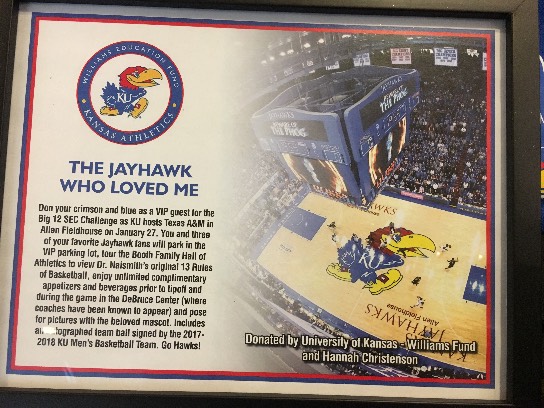 WILLIAMS EDUCATION FUND
KU
KANSAS ATHLETICS
THE JAYHAWK
WHO LOVED ME
Don your crimson and blue as a VIP guest for the
Big 12 SEC Challenge as KU hosts Texas A&M in
Allen Fieldhouse on January 27. You and three
of your favorite Jayhawk fans will park in the
VIP parking lot, tour the Booth Family Hall of
Athletics to view Dr. Naismith's original 13 Rules
of Basketball, enjoy unlimited complimentary
appetizers and beverages prior to tipoff and
during the game in the DeBruce Center (where
coaches have been known to appear) and pose
for pictures with the beloved mascot. Includes
an autographed team ball signed by the 2017-
2018 KU Men's Basketball Team. Go Hawks!
THE PHOG
KU
JAYHAWKS
Allen Fieldhouse
Donated by University of Kansas - Williams Fund
and Hannah Christenson